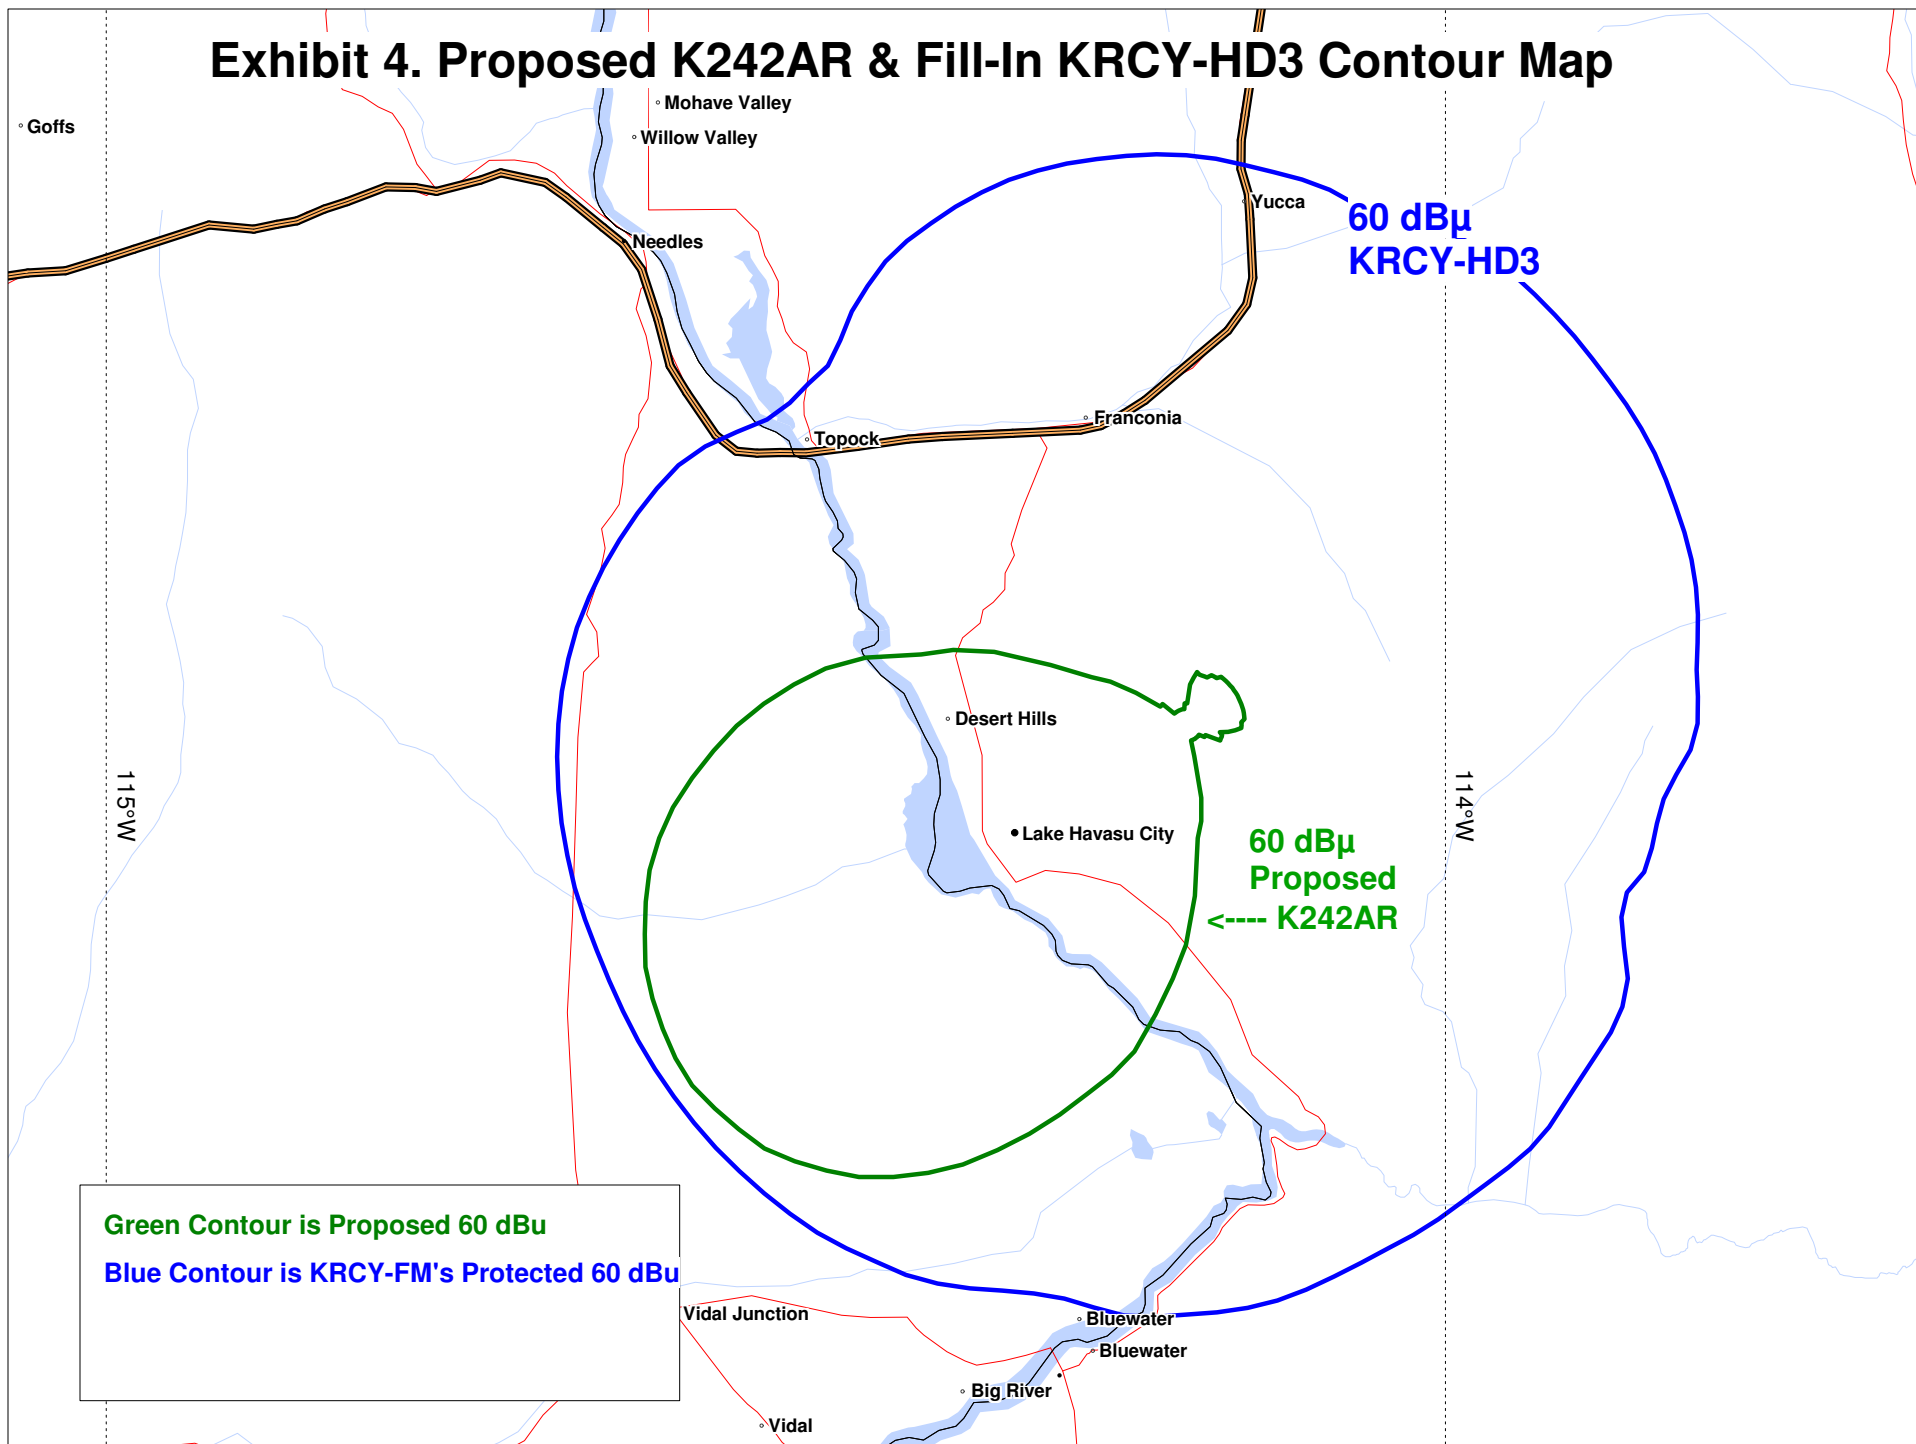 Exhibit 4. Proposed K242AR & Fill-In KRCY-HD3 Contour Map
Mohave Valley
Goffs
Willow Valley
Yucca
60 dBµ
KRCY-HD3
Needles
Franconia
Topock
Desert Hills
115°W
114°W
Lake Havasu City
60 dBµ
Proposed
<---- K242AR
Green Contour is Proposed 60 dBu
Blue Contour is KRCY-FM's Protected 60 dBu
Vidal Junction
Bluewater
Bluewater
Big River
Vidal